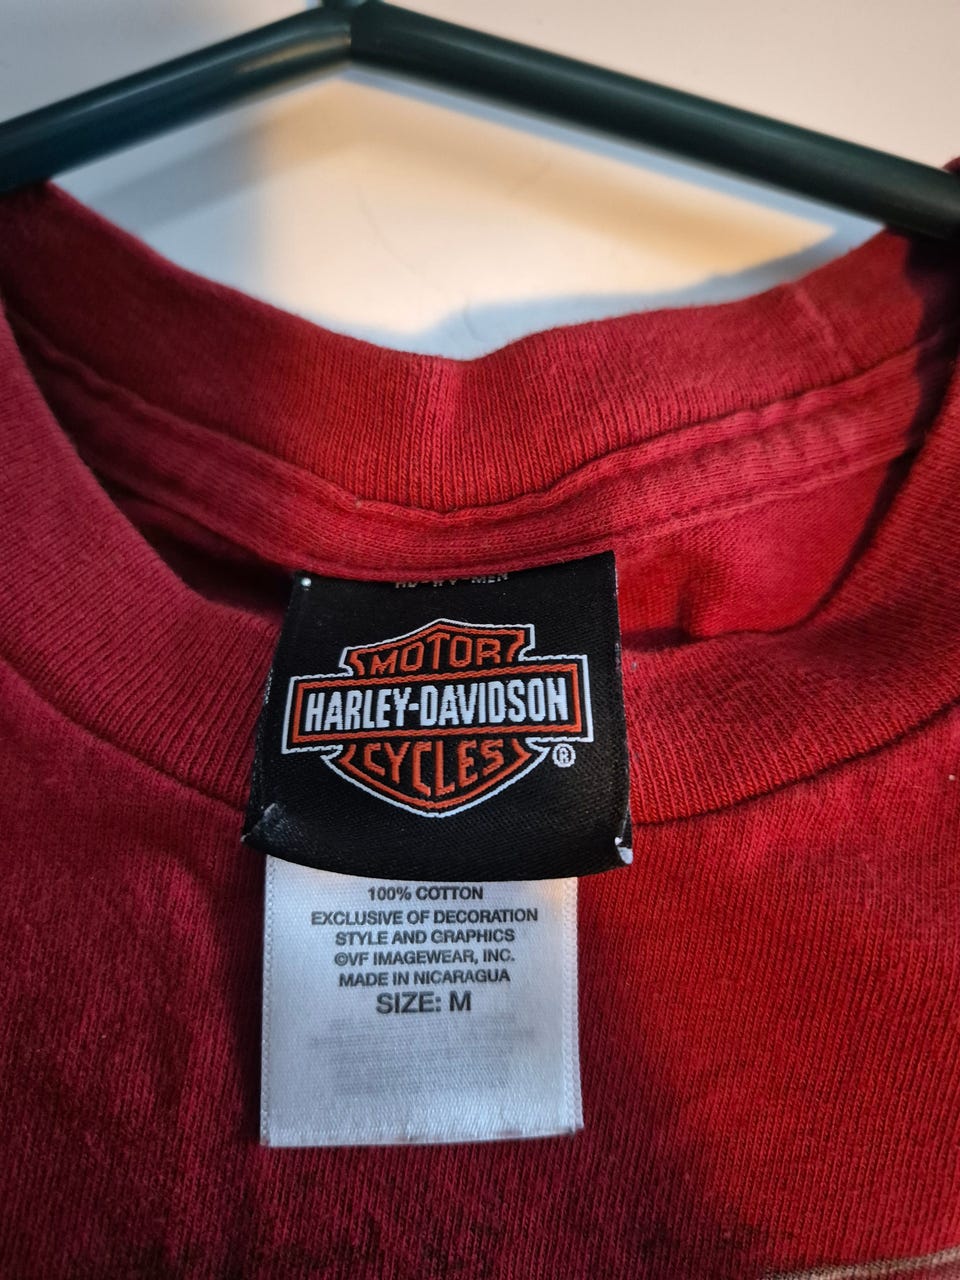 MOTOR
HARLEY-DAVIDSON
CYCLES
®
100% COTTON
EXCLUSIVE OF DECORATION
STYLE AND GRAPHICS
©VF IMAGEWEAR, INC.
MADE IN NICARAGUA
SIZE: M